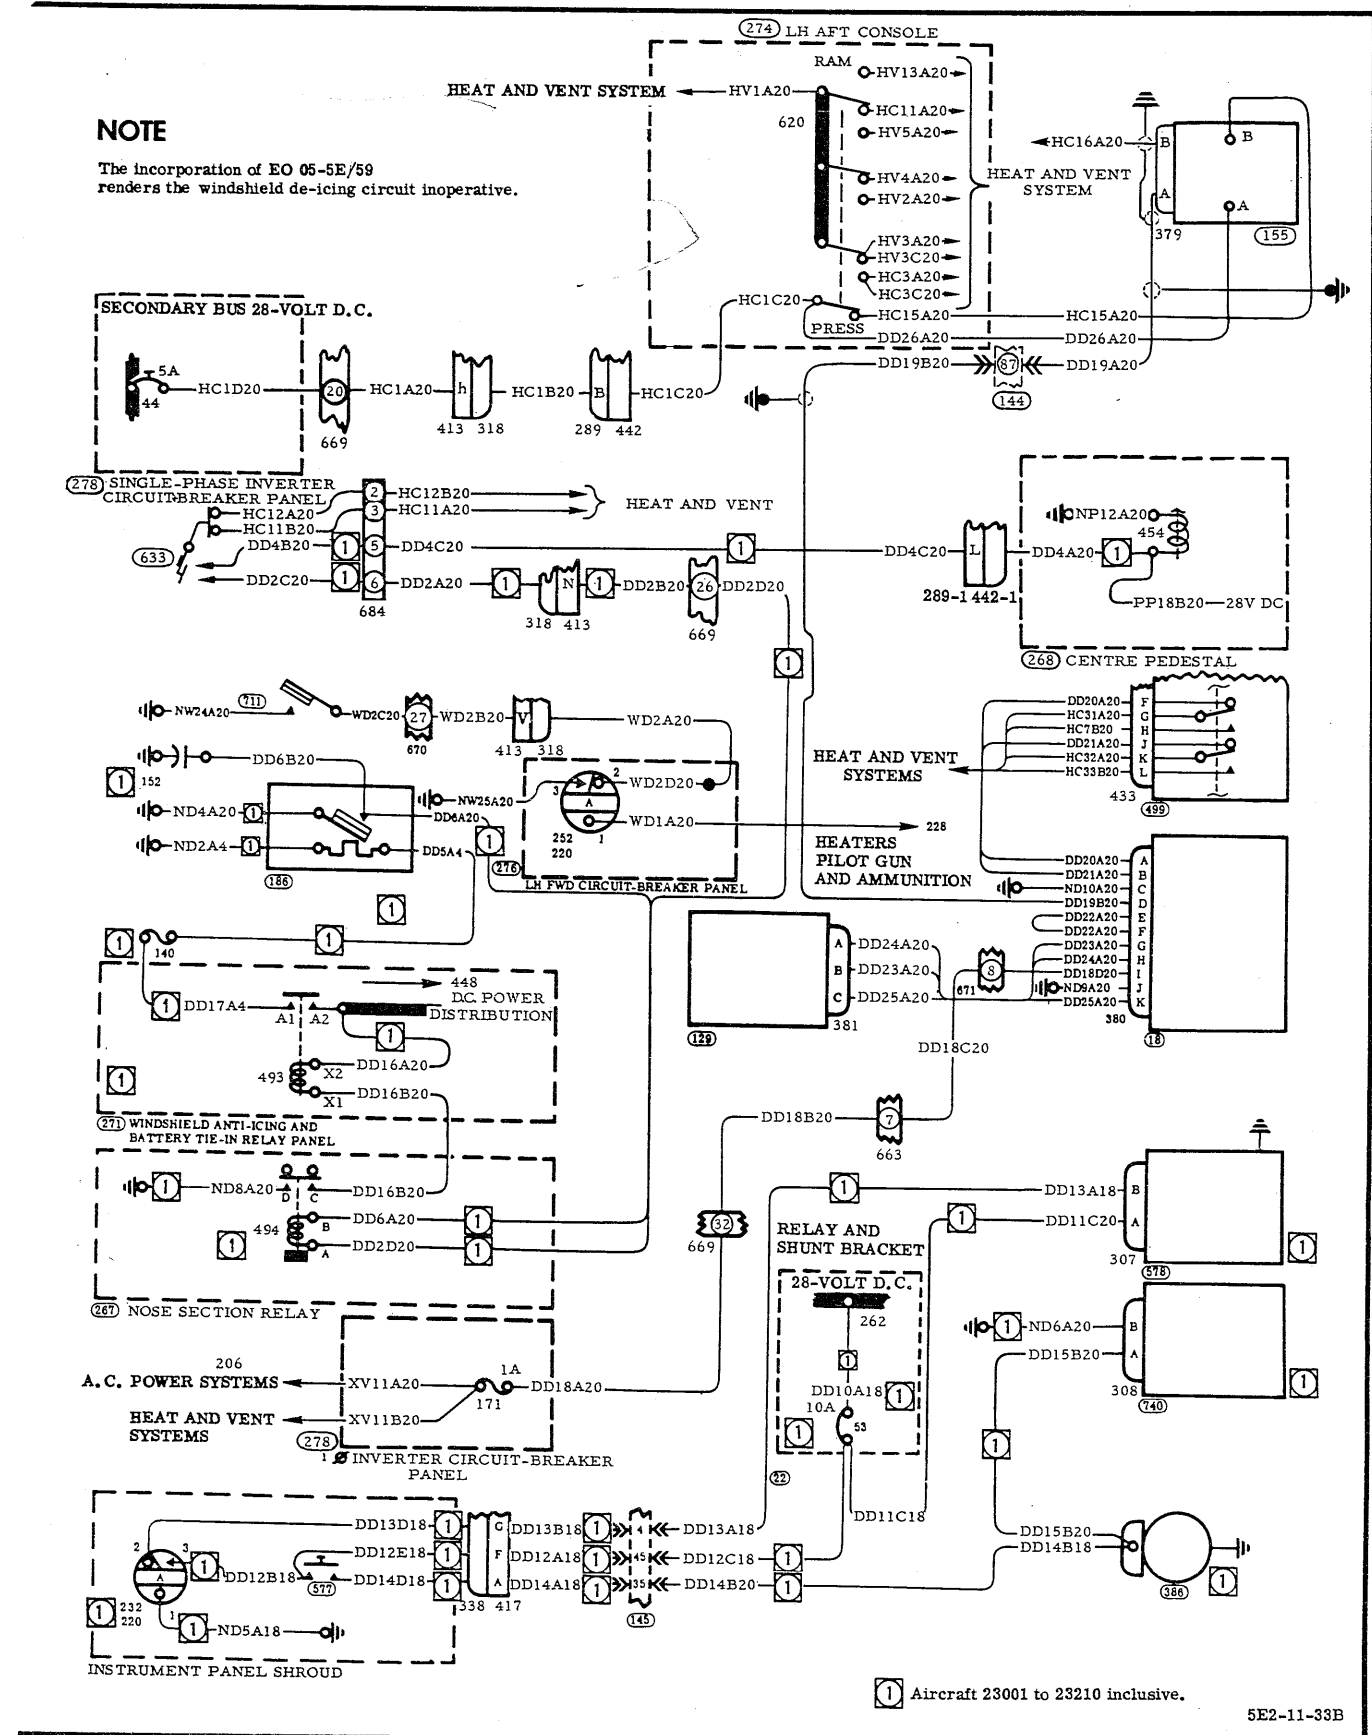 274 LH AFT CONSOLE
RAM
HV13A20
HEAT AND VENT SYSTEM
HV1A20
HC11A20
620
HV5A20
NOTE
The incorporation of EO 05-5E/59
renders the windshield de-icing circuit inoperative.
HV4A20
HV2A20
HEAT AND VENT
SYSTEM
HV3A20
HV3C20
HC3A20
HC3C20
HC1C20
PRESS
HC15A20
HC15A20
DD26A20
DD26A20
DD19B20
87
DD19A20
144
HC16A20
B
A
B
A
379
155
SECONDARY BUS 28-VOLT D.C.
5A
44
HC1D20
20
669
HC1A20
h
413 318
HC1B20
B
289 442
HC1C20
278 SINGLE-PHASE INVERTER
CIRCUIT-BREAKER PANEL
HC12A20
2
HC12B20
HC11B20
3
HC11A20
HEAT AND VENT
633
DD4B20
1
5
DD4C20
1
DD4C20
L
289-1 442-1
DD4A20
1
DD2C20
1
6
684
DD2A20
1
N
318 413
1
DD2B20
26
669
DD2D20
1
NP12A20
454
PP18B20 28V DC
268 CENTRE PEDESTAL
NW24A20
711
WD2C20
27
670
WD2B20
V
413 318
WD2A20
152
1
DD6B20
ND4A20
1
ND2A4
1
186
DD6A20
DD5A4
1
NW25A20
3
2
A
1
252
220
WD2D20
WD1A20
228
276
LH FWD CIRCUIT-BREAKER PANEL
HEATERS
PILOT GUN
AND AMMUNITION
HEAT AND VENT
SYSTEMS
DD20A20 F
HC31A20 G
HC7B20 H
DD21A20 J
HC32A20 K
HC33B20 L
433
499
DD20A20 A
DD21A20 B
ND10A20 C
DD19B20 D
DD22A20 E
DD22A20 F
DD23A20 G
DD24A20 H
DD18D20 I
ND9A20 J
DD25A20 K
380
18
1
1
140
1
A DD24A20
B DD23A20
C DD25A20
381
129
8
671
DD18C20
448
D.C. POWER
DISTRIBUTION
1
DD17A4
A1 A2
1
DD16A20
493
X2
DD16B20
X1
1
271 WINDSHIELD ANTI-ICING AND
BATTERY TIE-IN RELAY PANEL
DD18B20
7
663
1
ND8A20
D C
DD16B20
494
B
DD6A20
1
1
A
DD2D20
1
267 NOSE SECTION RELAY
32
669
RELAY AND
SHUNT BRACKET
28-VOLT D.C.
262
1
DD10A18
1
10A
53
1
22
DD11C18
1
DD13A18
B
1
DD11C20
A
307
578
1
1
ND6A20
B
DD15B20
A
308
740
1
1
206
A.C. POWER SYSTEMS
XV11A20
1A
171
DD18A20
HEAT AND VENT
SYSTEMS
XV11B20
278
1 Ø INVERTER CIRCUIT-BREAKER
PANEL
DD13D18
1
G
DD13B18
1
4
DD13A18
DD12E18
1
F
DD12A18
1
45
DD12C18
1
DD14D18
1
A
DD14A18
1
35
DD14B20
1
338 417
145
2
3
A
1
1
DD12B18
577
1
232
220
1
ND5A18
INSTRUMENT PANEL SHROUD
DD15B20
DD14B18
386
1
1 Aircraft 23001 to 23210 inclusive.
5E2-11-33B